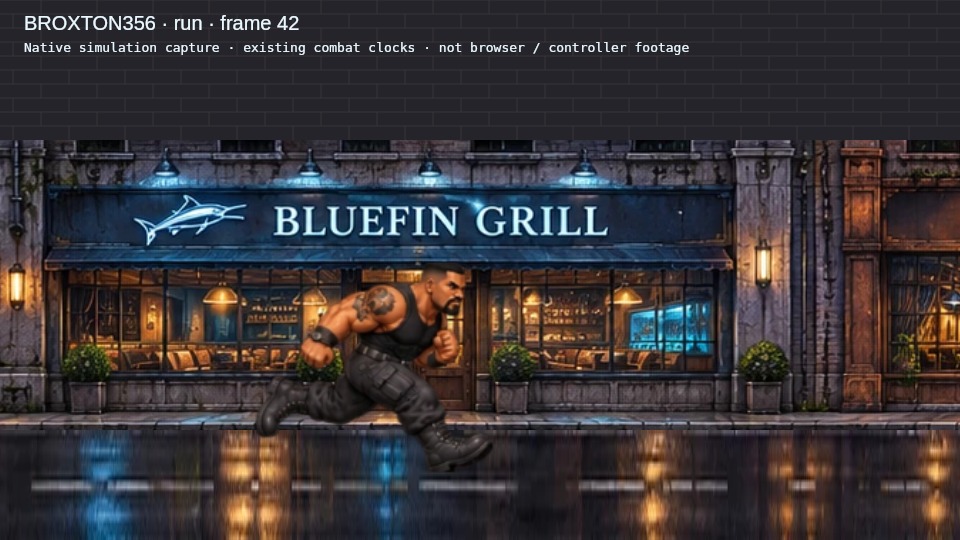 BROXTON356 · run · frame 42
Native simulation capture · existing combat clocks · not browser / controller footage
BLUEFIN GRILL